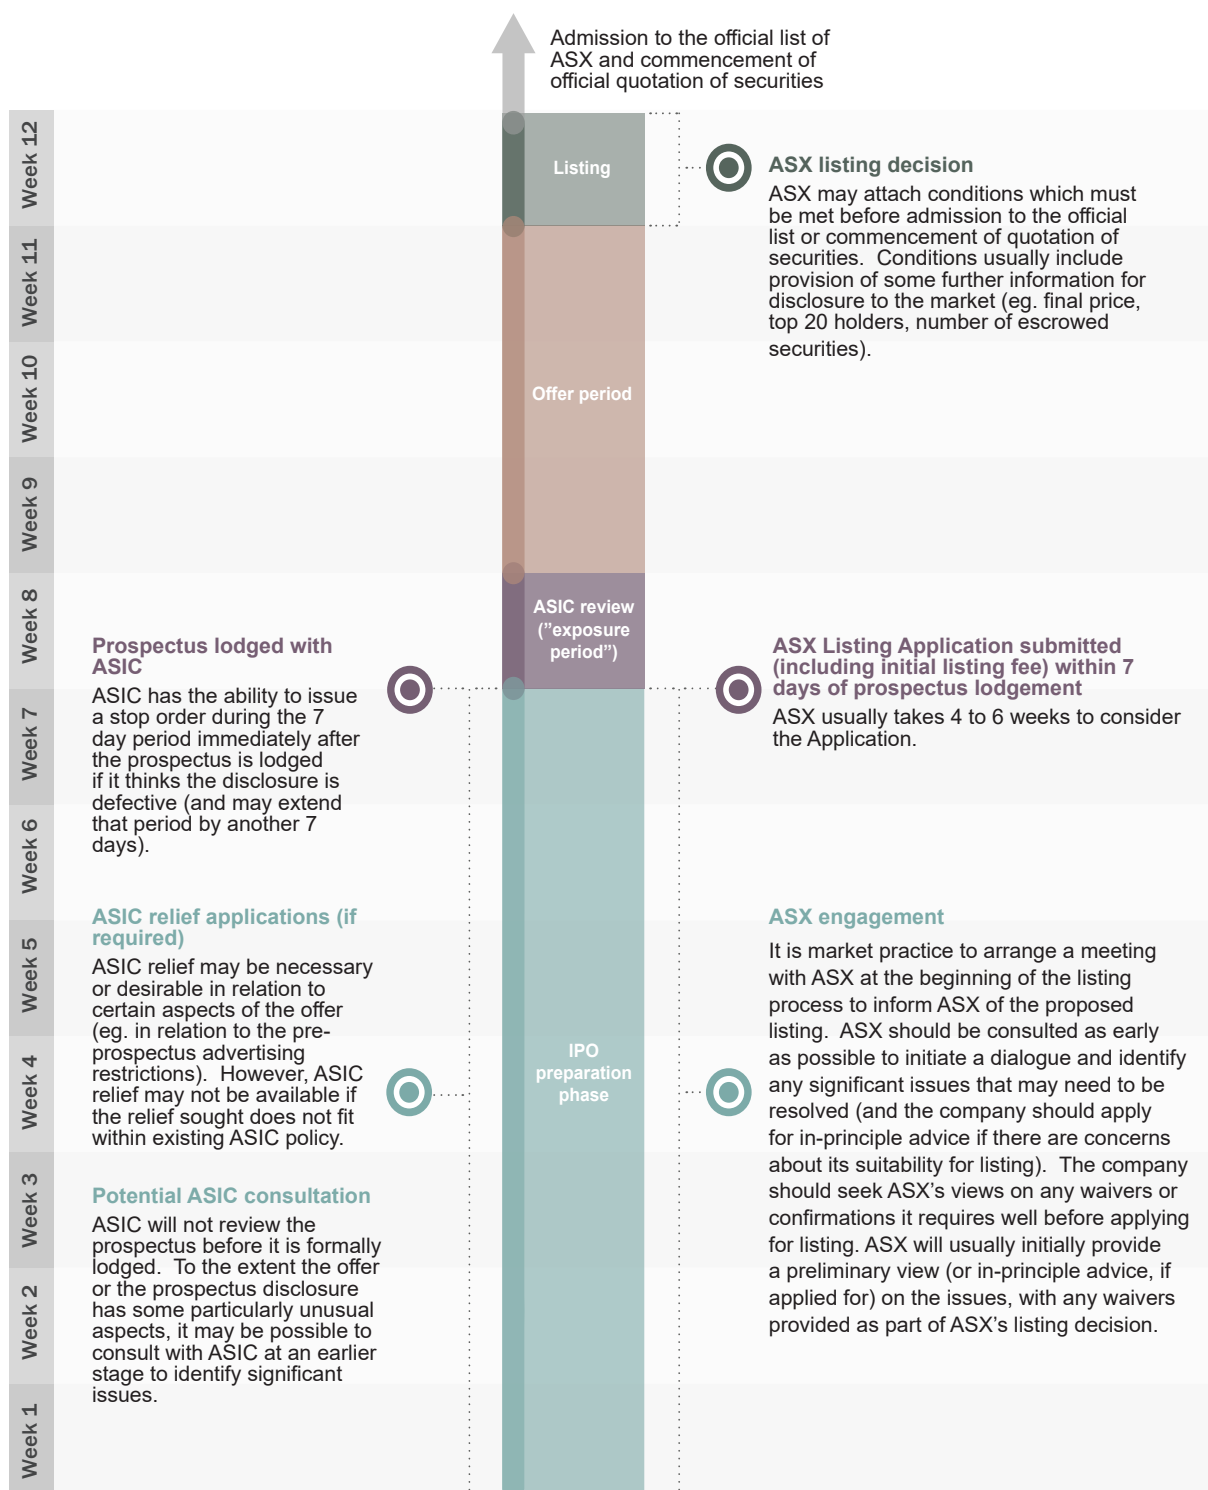 Admission to the official list of
ASX and commencement of
official quotation of securities
Week 12
Listing
ASX listing decision
ASX may attach conditions which must
be met before admission to the official
list or commencement of quotation of
securities.  Conditions usually include
provision of some further information for
disclosure to the market (eg. final price,
top 20 holders, number of escrowed
securities).
Week 11
Week 10
Offer period
Week 9
Week 8
ASIC review
(”exposure
period”)
Prospectus lodged with
ASIC
ASIC has the ability to issue
a stop order during the 7
day period immediately after
the prospectus is lodged
if it thinks the disclosure is
defective (and may extend
that period by another 7
days).
ASX Listing Application submitted
(including initial listing fee) within 7
days of prospectus lodgement
ASX usually takes 4 to 6 weeks to consider
the Application.
Week 7
Week 6
Week 5
ASIC relief applications (if
required)
ASIC relief may be necessary
or desirable in relation to
certain aspects of the offer
(eg. in relation to the pre-
prospectus advertising
restrictions).  However, ASIC
relief may not be available if
the relief sought does not fit
within existing ASIC policy.
Week 4
IPO
preparation
phase
ASX engagement
It is market practice to arrange a meeting
with ASX at the beginning of the listing
process to inform ASX of the proposed
listing.  ASX should be consulted as early
as possible to initiate a dialogue and identify
any significant issues that may need to be
resolved (and the company should apply
for in-principle advice if there are concerns
about its suitability for listing).  The company
should seek ASX’s views on any waivers or
confirmations it requires well before applying
for listing. ASX will usually initially provide
a preliminary view (or in-principle advice, if
applied for) on the issues, with any waivers
provided as part of ASX’s listing decision.
Week 3
Potential ASIC consultation
ASIC will not review the
prospectus before it is formally
lodged.  To the extent the offer
or the prospectus disclosure
has some particularly unusual
aspects, it may be possible to
consult with ASIC at an earlier
stage to identify significant
issues.
Week 2
Week 1